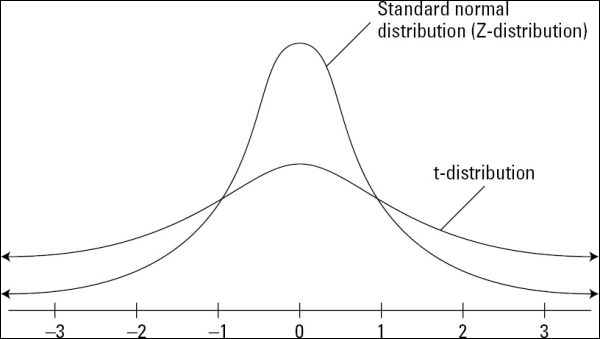 Standard normal
distribution (Z-distribution)
t-distribution
–3 –2 –1 0 1 2 3